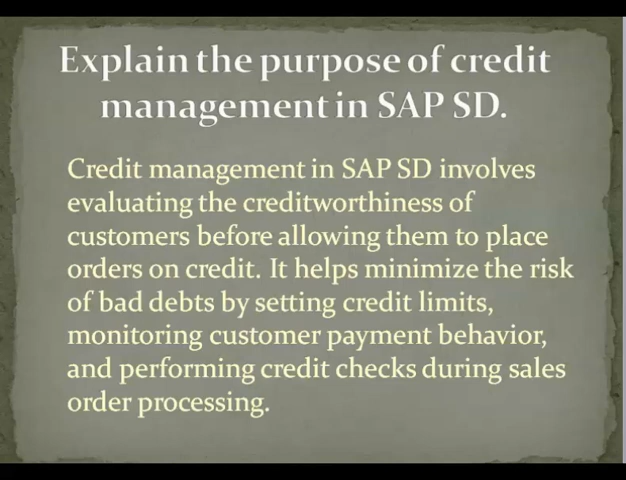 Explain the purpose of credit
management in SAP SD.
Credit management in SAP SD involves
evaluating the creditworthiness of
customers before allowing them to place
orders on credit. It helps minimize the risk
of bad debts by setting credit limits,
monitoring customer payment behavior,
and performing credit checks during sales
order processing.